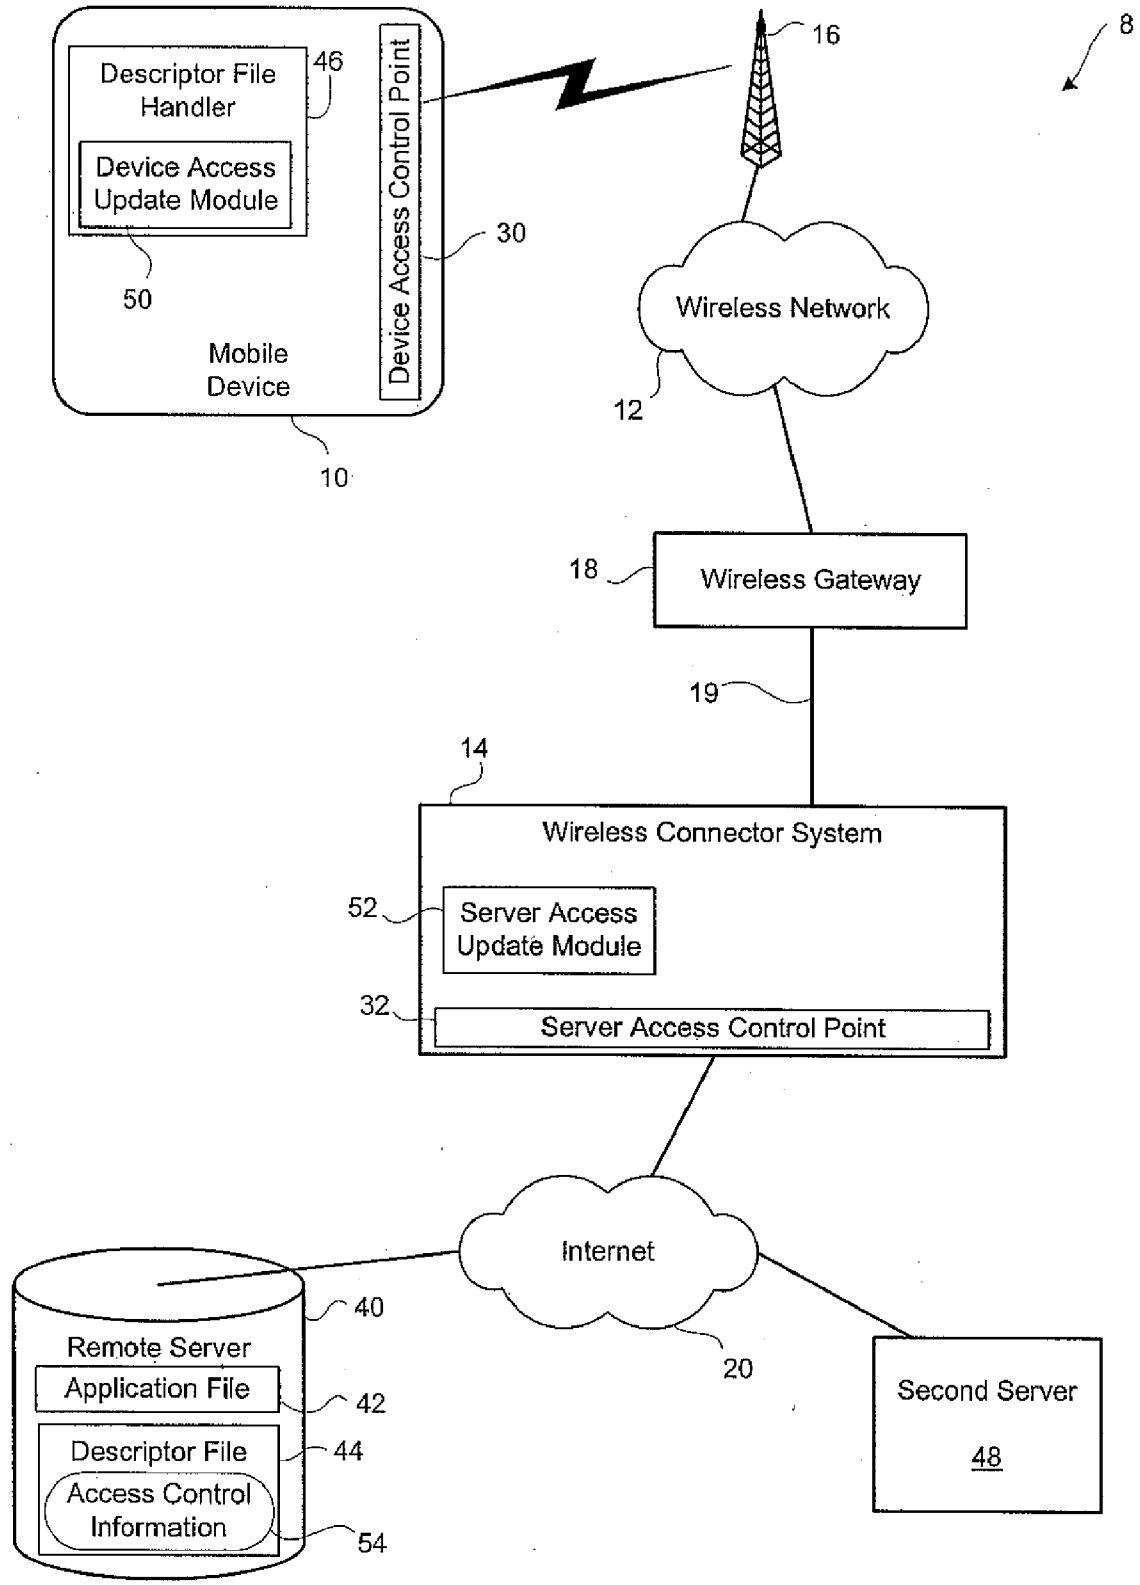 8
16
46
Descriptor File
Handler
Device Access
Update Module
Device Access Control Point
30
50
Wireless Network
Mobile
Device
12
10
18
Wireless Gateway
19
14
Wireless Connector System
52
Server Access
Update Module
32
Server Access Control Point
Internet
40
Remote Server
20
Application File
42
Second Server
44
Descriptor File
48
Access Control
Information
54